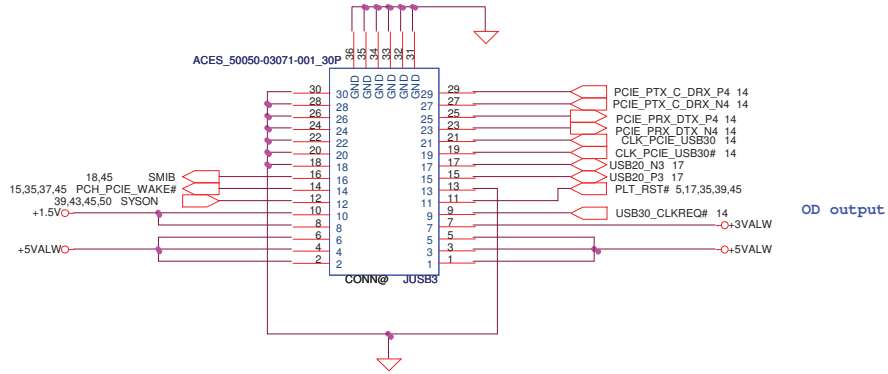 36 35 34 33 32 31
ACES_50050-03071-001_30P
GND GND GND GND GND GND
30 30 29 29 PCIE_PTX_C_DRX_P4 14
28 28 27 27 PCIE_PTX_C_DRX_N4 14
26 26 25 25 PCIE_PRX_DTX_P4 14
24 24 23 23 PCIE_PRX_DTX_N4 14
22 22 21 21 CLK_PCIE_USB30 14
20 20 19 19 CLK_PCIE_USB30# 14
18 18 17 17 USB20_N3 17
18,45 SMIB 16 16 15 15 USB20_P3 17
15,35,37,45 PCH_PCIE_WAKE# 14 14 13 13 PLT_RST# 5,17,35,39,45
39,43,45,50 SYSON 12 12 11 11
+1.5V 10 10 9 9 USB30_CLKREQ# 14 OD output
8 8 7 7 +3VALW
6 6 5 5
+5VALW 4 4 3 3 +5VALW
2 2 1 1
CONN@ JUSB3